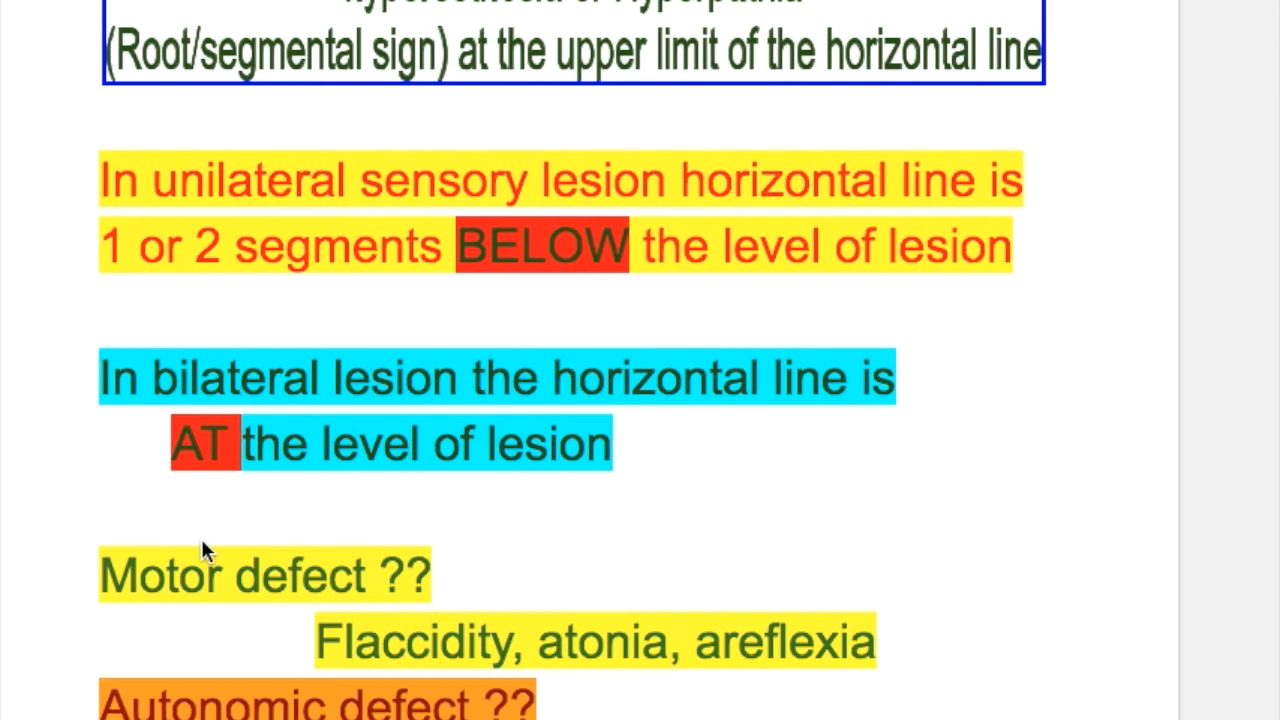 (Root/segmental sign) at the upper limit of the horizontal line
In unilateral sensory lesion horizontal line is
1 or 2 segments BELOW the level of lesion
In bilateral lesion the horizontal line is
AT the level of lesion
Motor defect ??
Flaccidity, atonia, areflexia
Autonomic defect ??